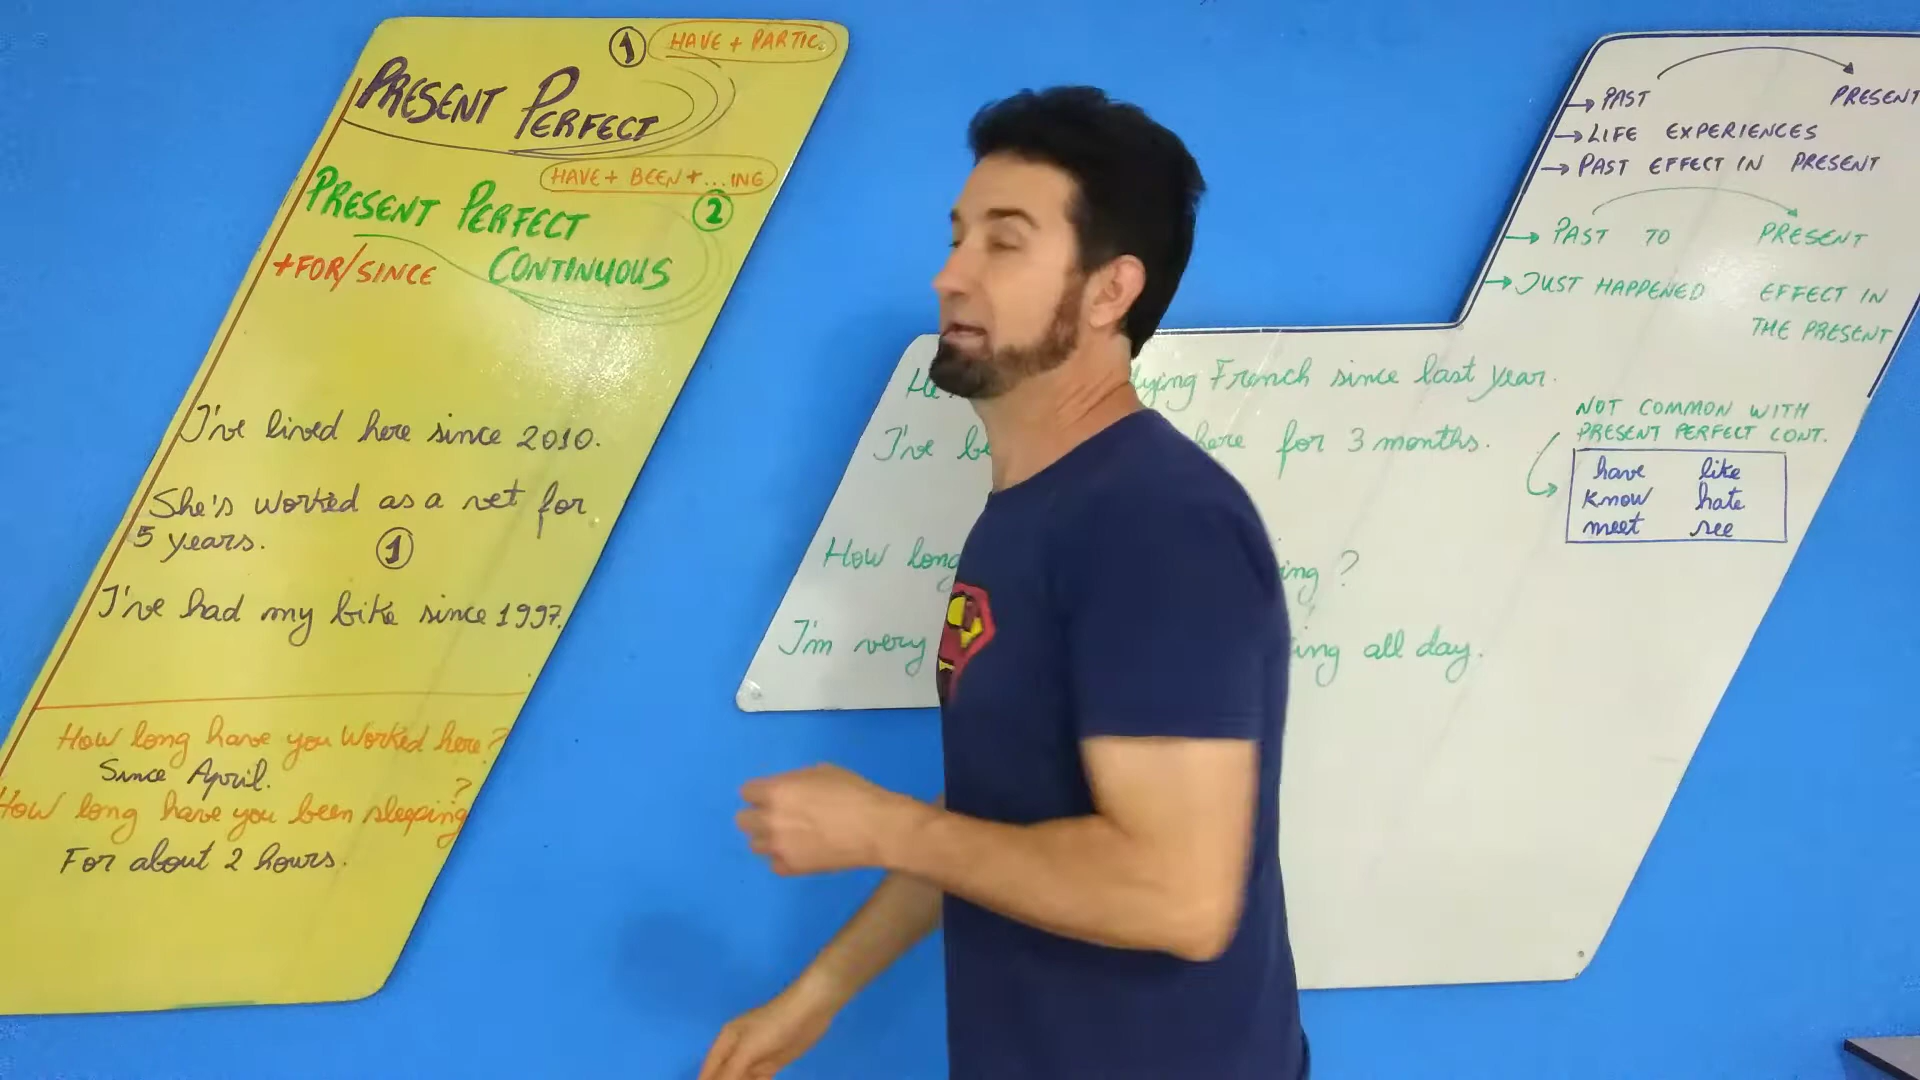 1 HAVE + PARTIC.
PRESENT PERFECT
HAVE + BEEN + ... ING
PRESENT PERFECT 2
+FOR/SINCE CONTINUOUS
I've lived here since 2010.
She's worked as a vet for
5 years. 1
I've had my bike since 1997.
How long have you worked here?
Since April.
How long have you been sleeping?
For about 2 hours.
→ PAST PRESENT
→ LIFE EXPERIENCES
→ PAST EFFECT IN PRESENT
→ PAST TO PRESENT
→ JUST HAPPENED EFFECT IN
THE PRESENT
French since last year.
I've here for 3 months.
How long ?
I'm very all day.
NOT COMMON WITH
PRESENT PERFECT CONT.
have like
know hate
meet see